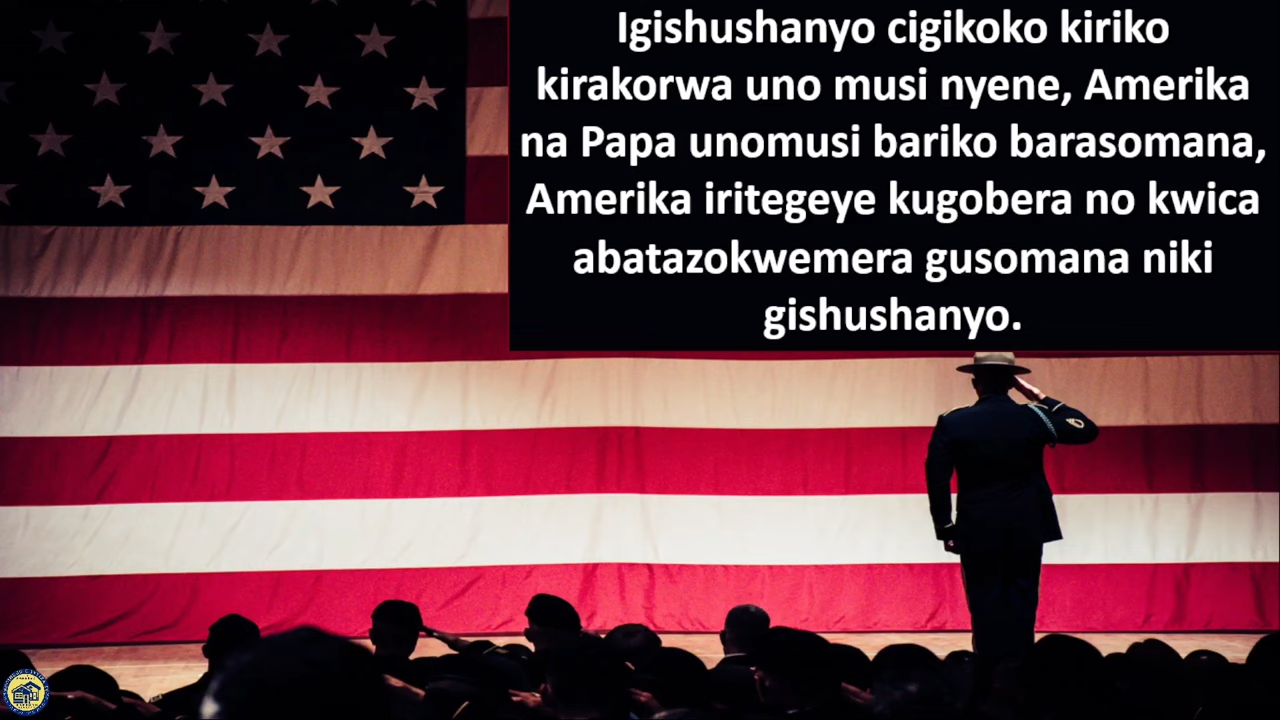 Igishushanyo cigikoko kiriko
kirakorwa uno musi nyene, Amerika
na Papa unomusi bariko barasomana,
Amerika iritegeye kugobera no kwica
abatazokwemera gusomana niki
gishushanyo.